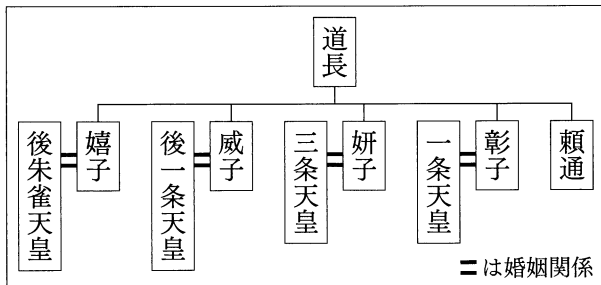 道長
頼通
彰子
一条天皇
妍子
三条天皇
威子
後一条天皇
嬉子
後朱雀天皇
=は婚姻関係